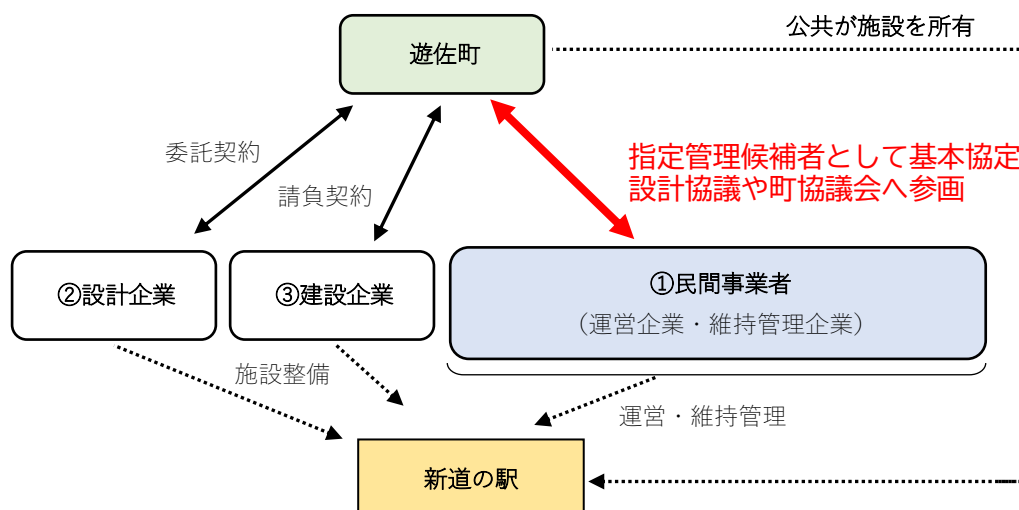 公共が施設を所有
遊佐町
委託契約
請負契約
指定管理候補者として基本協定
設計協議や町協議会へ参画
②設計企業
③建設企業
①民間事業者
（運営企業・維持管理企業）
施設整備
運営・維持管理
新道の駅